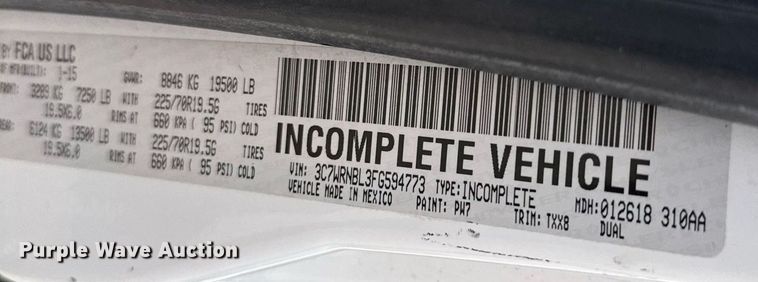 BY FCA US LLC
OF MFR(BUILT): 1-15 GVWR: 8846 KG 19500 LB
FRONT: 3289 KG 7250 LB WITH 225/70R19.5G TIRES
19.5X6.0 RIMS AT 660 KPA ( 95 PSI) COLD
REAR: 6124 KG 13500 LB WITH 225/70R19.5G TIRES
19.5X6.0 RIMS AT 660 KPA ( 95 PSI) COLD
INCOMPLETE VEHICLE
VIN: 3C7WRNBL3FG594773 TYPE: INCOMPLETE MDH: 012618 310AA
VEHICLE MADE IN MEXICO PAINT: PW7 TRIM: TXX8 DUAL
Purple Wave Auction